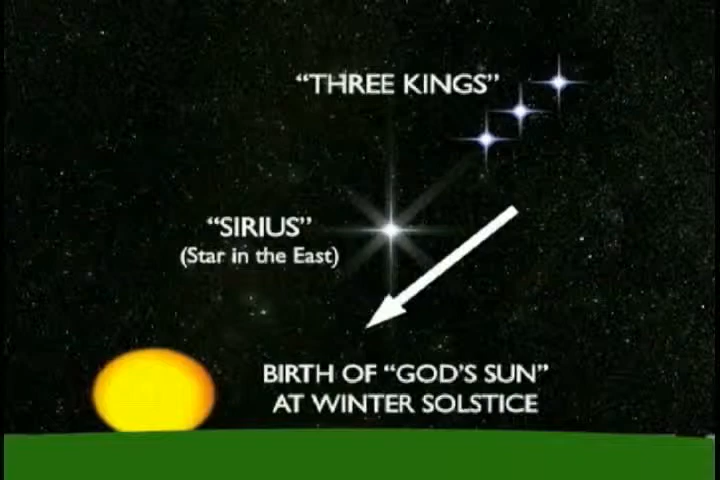 “THREE KINGS”
“SIRIUS”
(Star in the East)
BIRTH OF “GOD’S SUN”
AT WINTER SOLSTICE